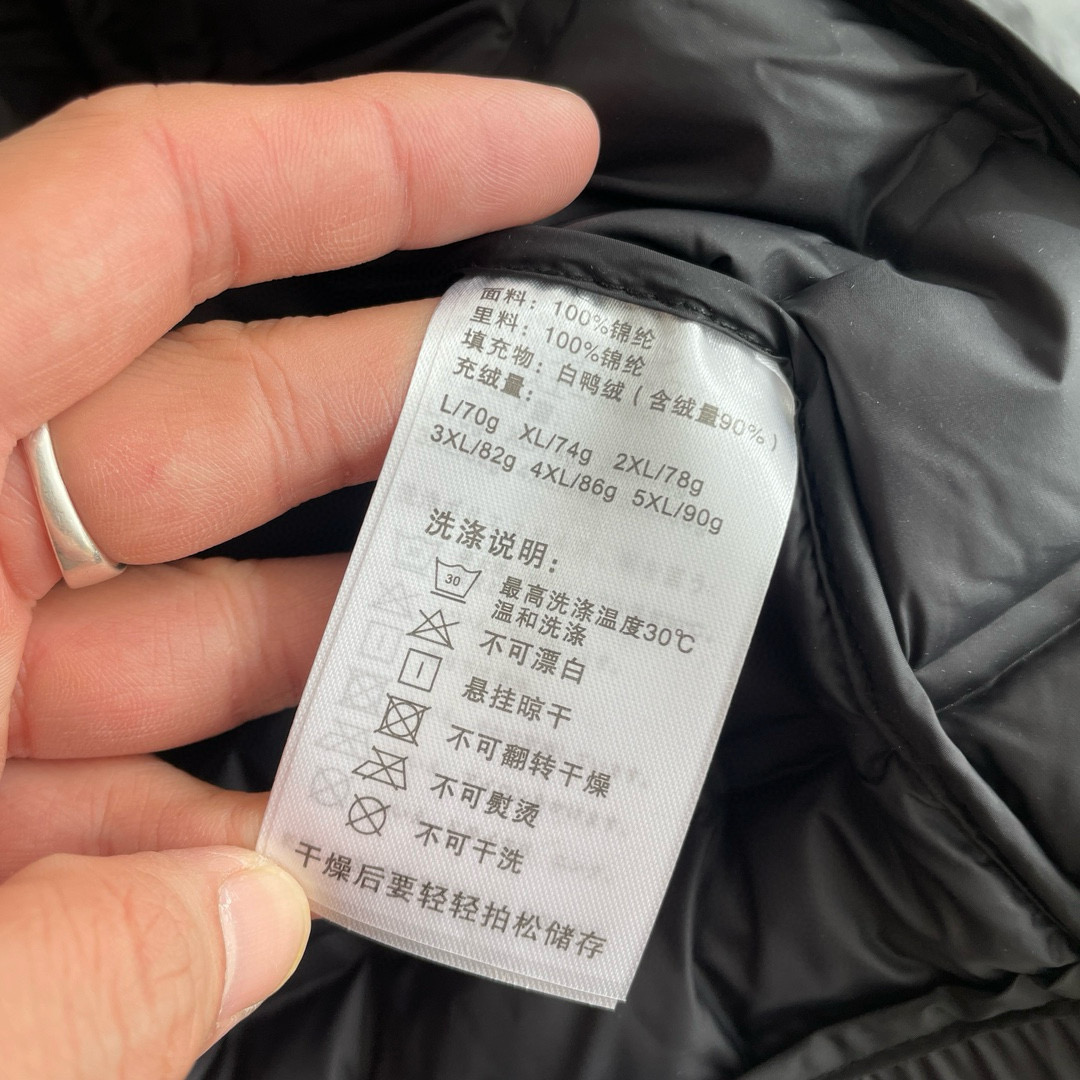 面料：100%锦纶
里料：100%锦纶
填充物：白鸭绒（含绒量90%）
充绒量：
L/70g XL/74g 2XL/78g
3XL/82g 4XL/86g 5XL/90g
洗涤说明：
30 最高洗涤温度30℃
温和洗涤
不可漂白
悬挂晾干
不可翻转干燥
不可熨烫
不可干洗
干燥后要轻轻拍松储存